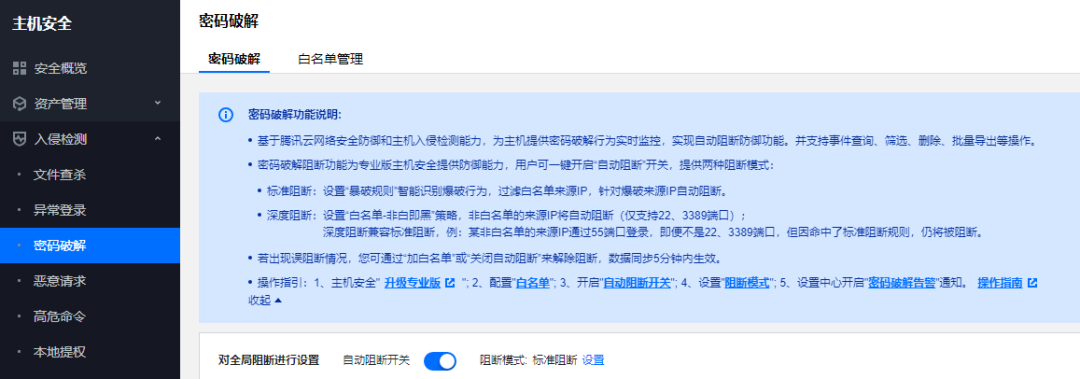 主机安全
安全概览
资产管理
入侵检测
文件查杀
异常登录
密码破解
恶意请求
高危命令
本地提权
密码破解
密码破解 白名单管理
密码破解功能说明:
• 基于腾讯云网络安全防御和主机入侵检测能力，为主机提供密码破解行为实时监控，实现自动阻断防御功能。并支持事件查询、筛选、删除、批量导出等操作。
• 密码破解阻断功能为专业版主机安全提供防御能力，用户可一键开启“自动阻断”开关，提供两种阻断模式：
• 标准阻断：设置“暴破规则”智能识别爆破行为，过滤白名单来源IP，针对爆破来源IP自动阻断。
• 深度阻断：设置“白名单-非白即黑”策略，非白名单的来源IP将自动阻断（仅支持22、3389端口）；
深度阻断兼容标准阻断，例：某非白名单的来源IP通过55端口登录，即便不是22、3389端口，但因命中了标准阻断规则，仍将被阻断。
• 若出现误阻断情况，您可通过“加白名单”或“关闭自动阻断”来解除阻断，数据同步5分钟内生效。
• 操作指引：1、主机安全“ 升级专业版 ”; 2、配置“白名单”; 3、开启“自动阻断开关”; 4、设置“阻断模式”; 5、设置中心开启“密码破解告警”通知。 操作指南
收起
对全局阻断进行设置 自动阻断开关 阻断模式: 标准阻断 设置